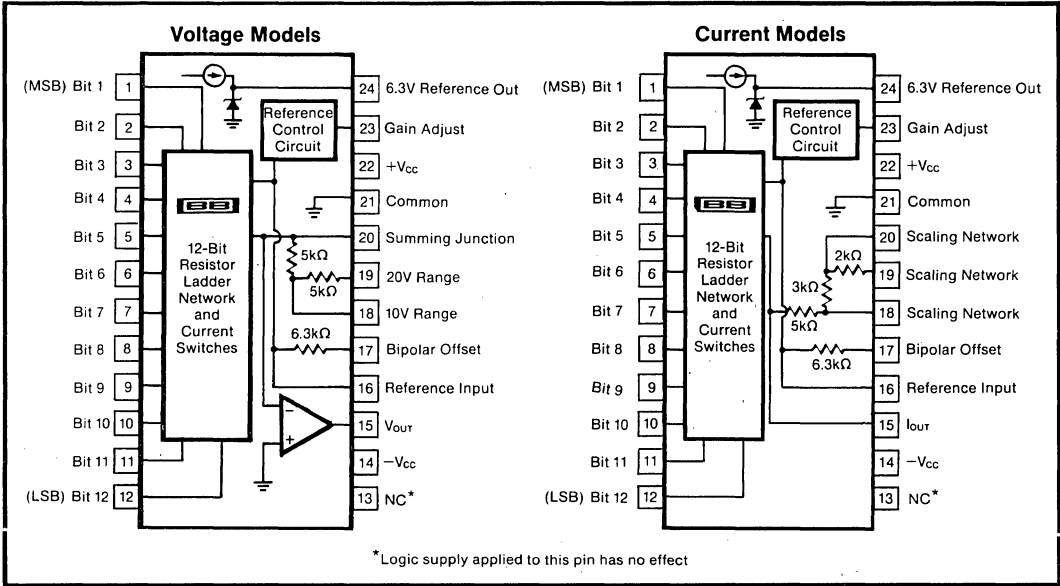 Voltage Models
(MSB) Bit 1 1
Bit 2 2
Bit 3 3
Bit 4 4
Bit 5 5
Bit 6 6
Bit 7 7
Bit 8 8
Bit 9 9
Bit 10 10
Bit 11 11
(LSB) Bit 12 12
Reference
Control
Circuit
BB
12-Bit
Resistor
Ladder
Network
and
Current
Switches
5kΩ
5kΩ
6.3kΩ
−
+
24 6.3V Reference Out
23 Gain Adjust
22 +VCC
21 Common
20 Summing Junction
19 20V Range
18 10V Range
17 Bipolar Offset
16 Reference Input
15 VOUT
14 −VCC
13 NC*
Current Models
(MSB) Bit 1 1
Bit 2 2
Bit 3 3
Bit 4 4
Bit 5 5
Bit 6 6
Bit 7 7
Bit 8 8
Bit 9 9
Bit 10 10
Bit 11 11
(LSB) Bit 12 12
Reference
Control
Circuit
BB
12-Bit
Resistor
Ladder
Network
and
Current
Switches
2kΩ
3kΩ
5kΩ
6.3kΩ
24 6.3V Reference Out
23 Gain Adjust
22 +VCC
21 Common
20 Scaling Network
19 Scaling Network
18 Scaling Network
17 Bipolar Offset
16 Reference Input
15 IOUT
14 −VCC
13 NC*
*Logic supply applied to this pin has no effect